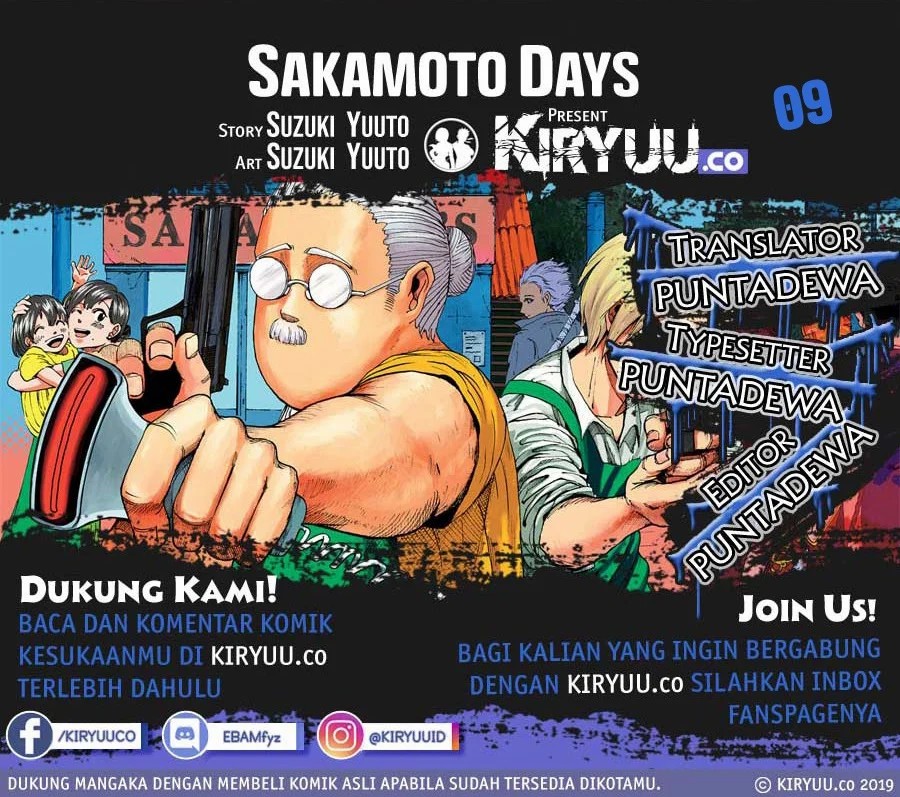 SAKAMOTO DAYS
09
STORY SUZUKI YUUTO
ART SUZUKI YUUTO
PRESENT
KIRYUU.CO
SA
S
TRANSLATOR
PUNTADEWA
TYPESETTER
PUNTADEWA
EDITOR
PUNTADEWA
DUKUNG KAMI!
BACA DAN KOMENTAR KOMIK
KESUKAANMU DI KIRYUU.CO
TERLEBIH DAHULU
JOIN US!
BAGI KALIAN YANG INGIN BERGABUNG
DENGAN KIRYUU.CO SILAHKAN INBOX
FANSPAGENYA
/KIRYUUCO
EBAMfyz
@KIRYUUID
DUKUNG MANGAKA DENGAN MEMBELI KOMIK ASLI APABILA SUDAH TERSEDIA DIKOTAMU.
© KIRYUU.CO 2019